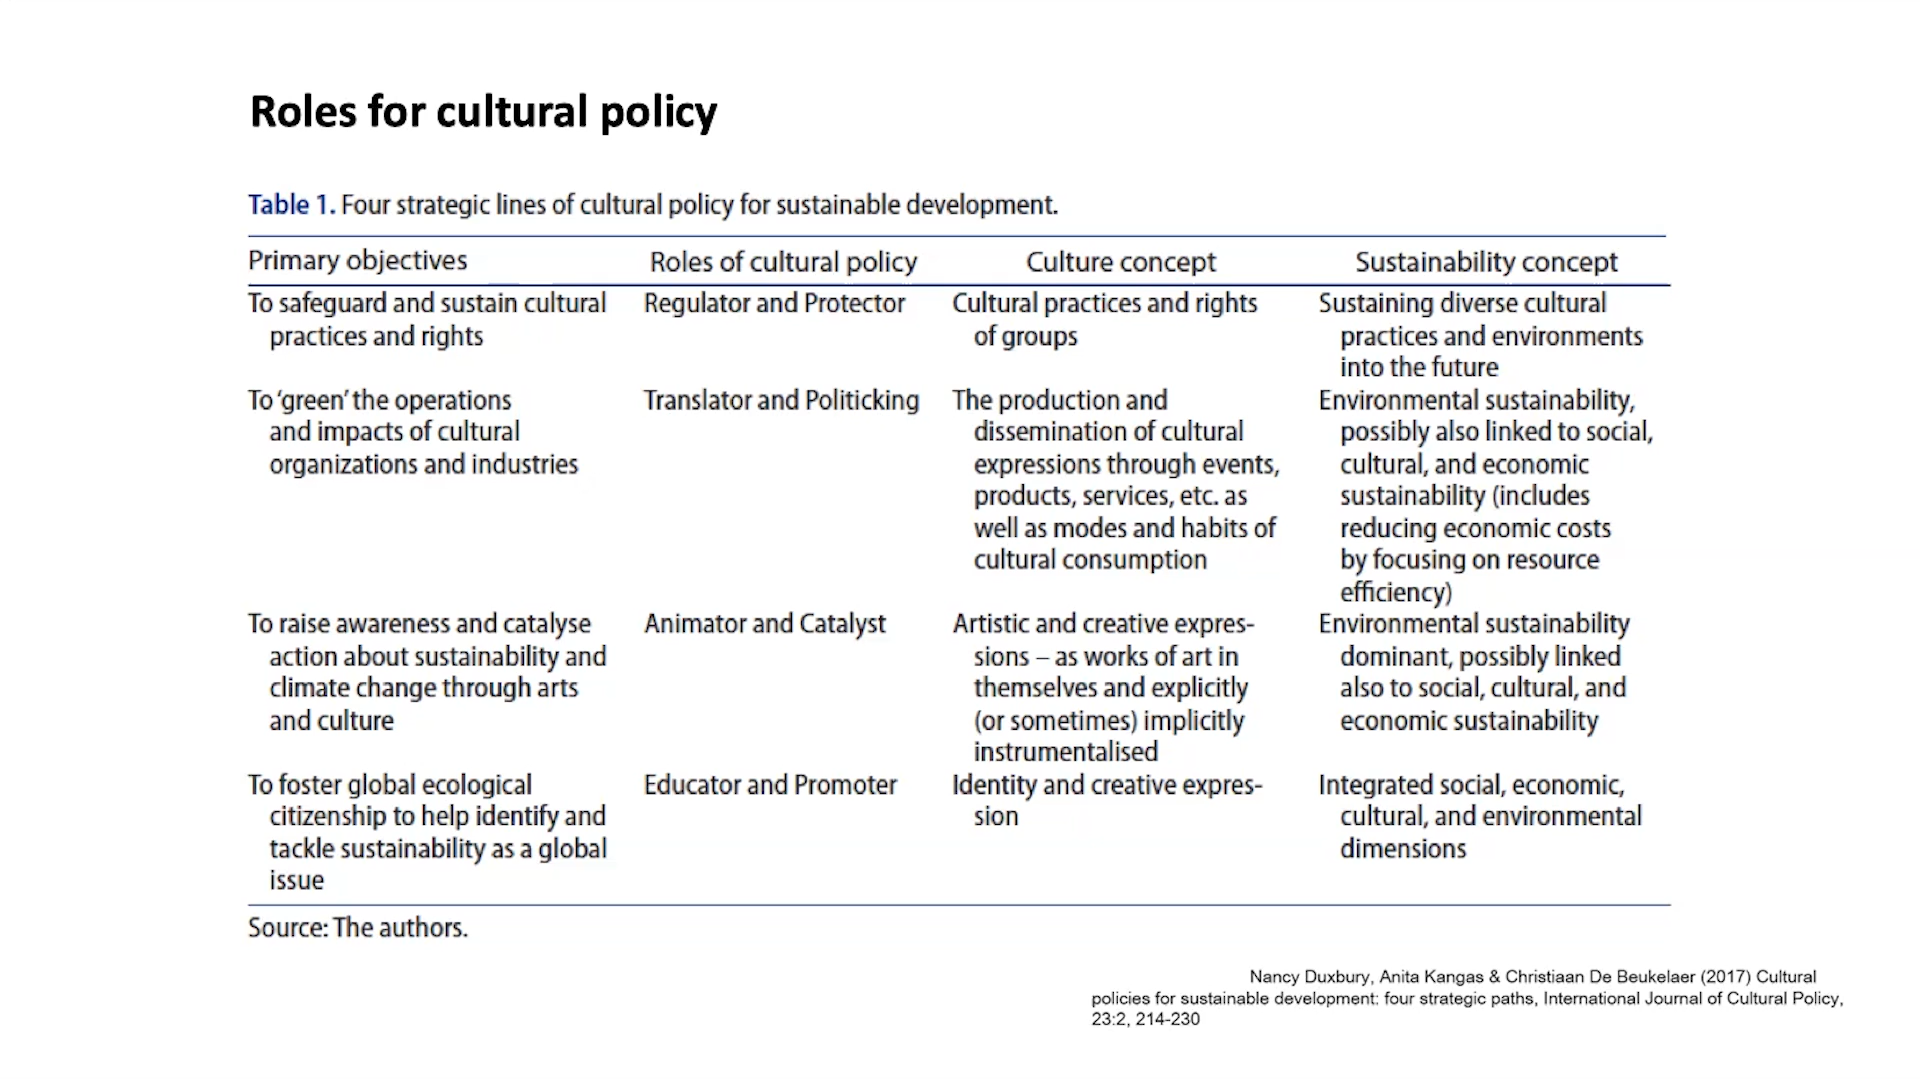 Roles for cultural policy
Table 1. Four strategic lines of cultural policy for sustainable development.
Primary objectives
Roles of cultural policy
Culture concept
Sustainability concept
To safeguard and sustain cultural
practices and rights
Regulator and Protector
Cultural practices and rights
of groups
Sustaining diverse cultural
practices and environments
into the future
To ‘green’ the operations
and impacts of cultural
organizations and industries
Translator and Politicking
The production and
dissemination of cultural
expressions through events,
products, services, etc. as
well as modes and habits of
cultural consumption
Environmental sustainability,
possibly also linked to social,
cultural, and economic
sustainability (includes
reducing economic costs
by focusing on resource
efficiency)
To raise awareness and catalyse
action about sustainability and
climate change through arts
and culture
Animator and Catalyst
Artistic and creative expres-
sions – as works of art in
themselves and explicitly
(or sometimes) implicitly
instrumentalised
Environmental sustainability
dominant, possibly linked
also to social, cultural, and
economic sustainability
To foster global ecological
citizenship to help identify and
tackle sustainability as a global
issue
Educator and Promoter
Identity and creative expres-
sion
Integrated social, economic,
cultural, and environmental
dimensions
Source: The authors.
Nancy Duxbury, Anita Kangas & Christiaan De Beukelaer (2017) Cultural
policies for sustainable development: four strategic paths, International Journal of Cultural Policy,
23:2, 214-230